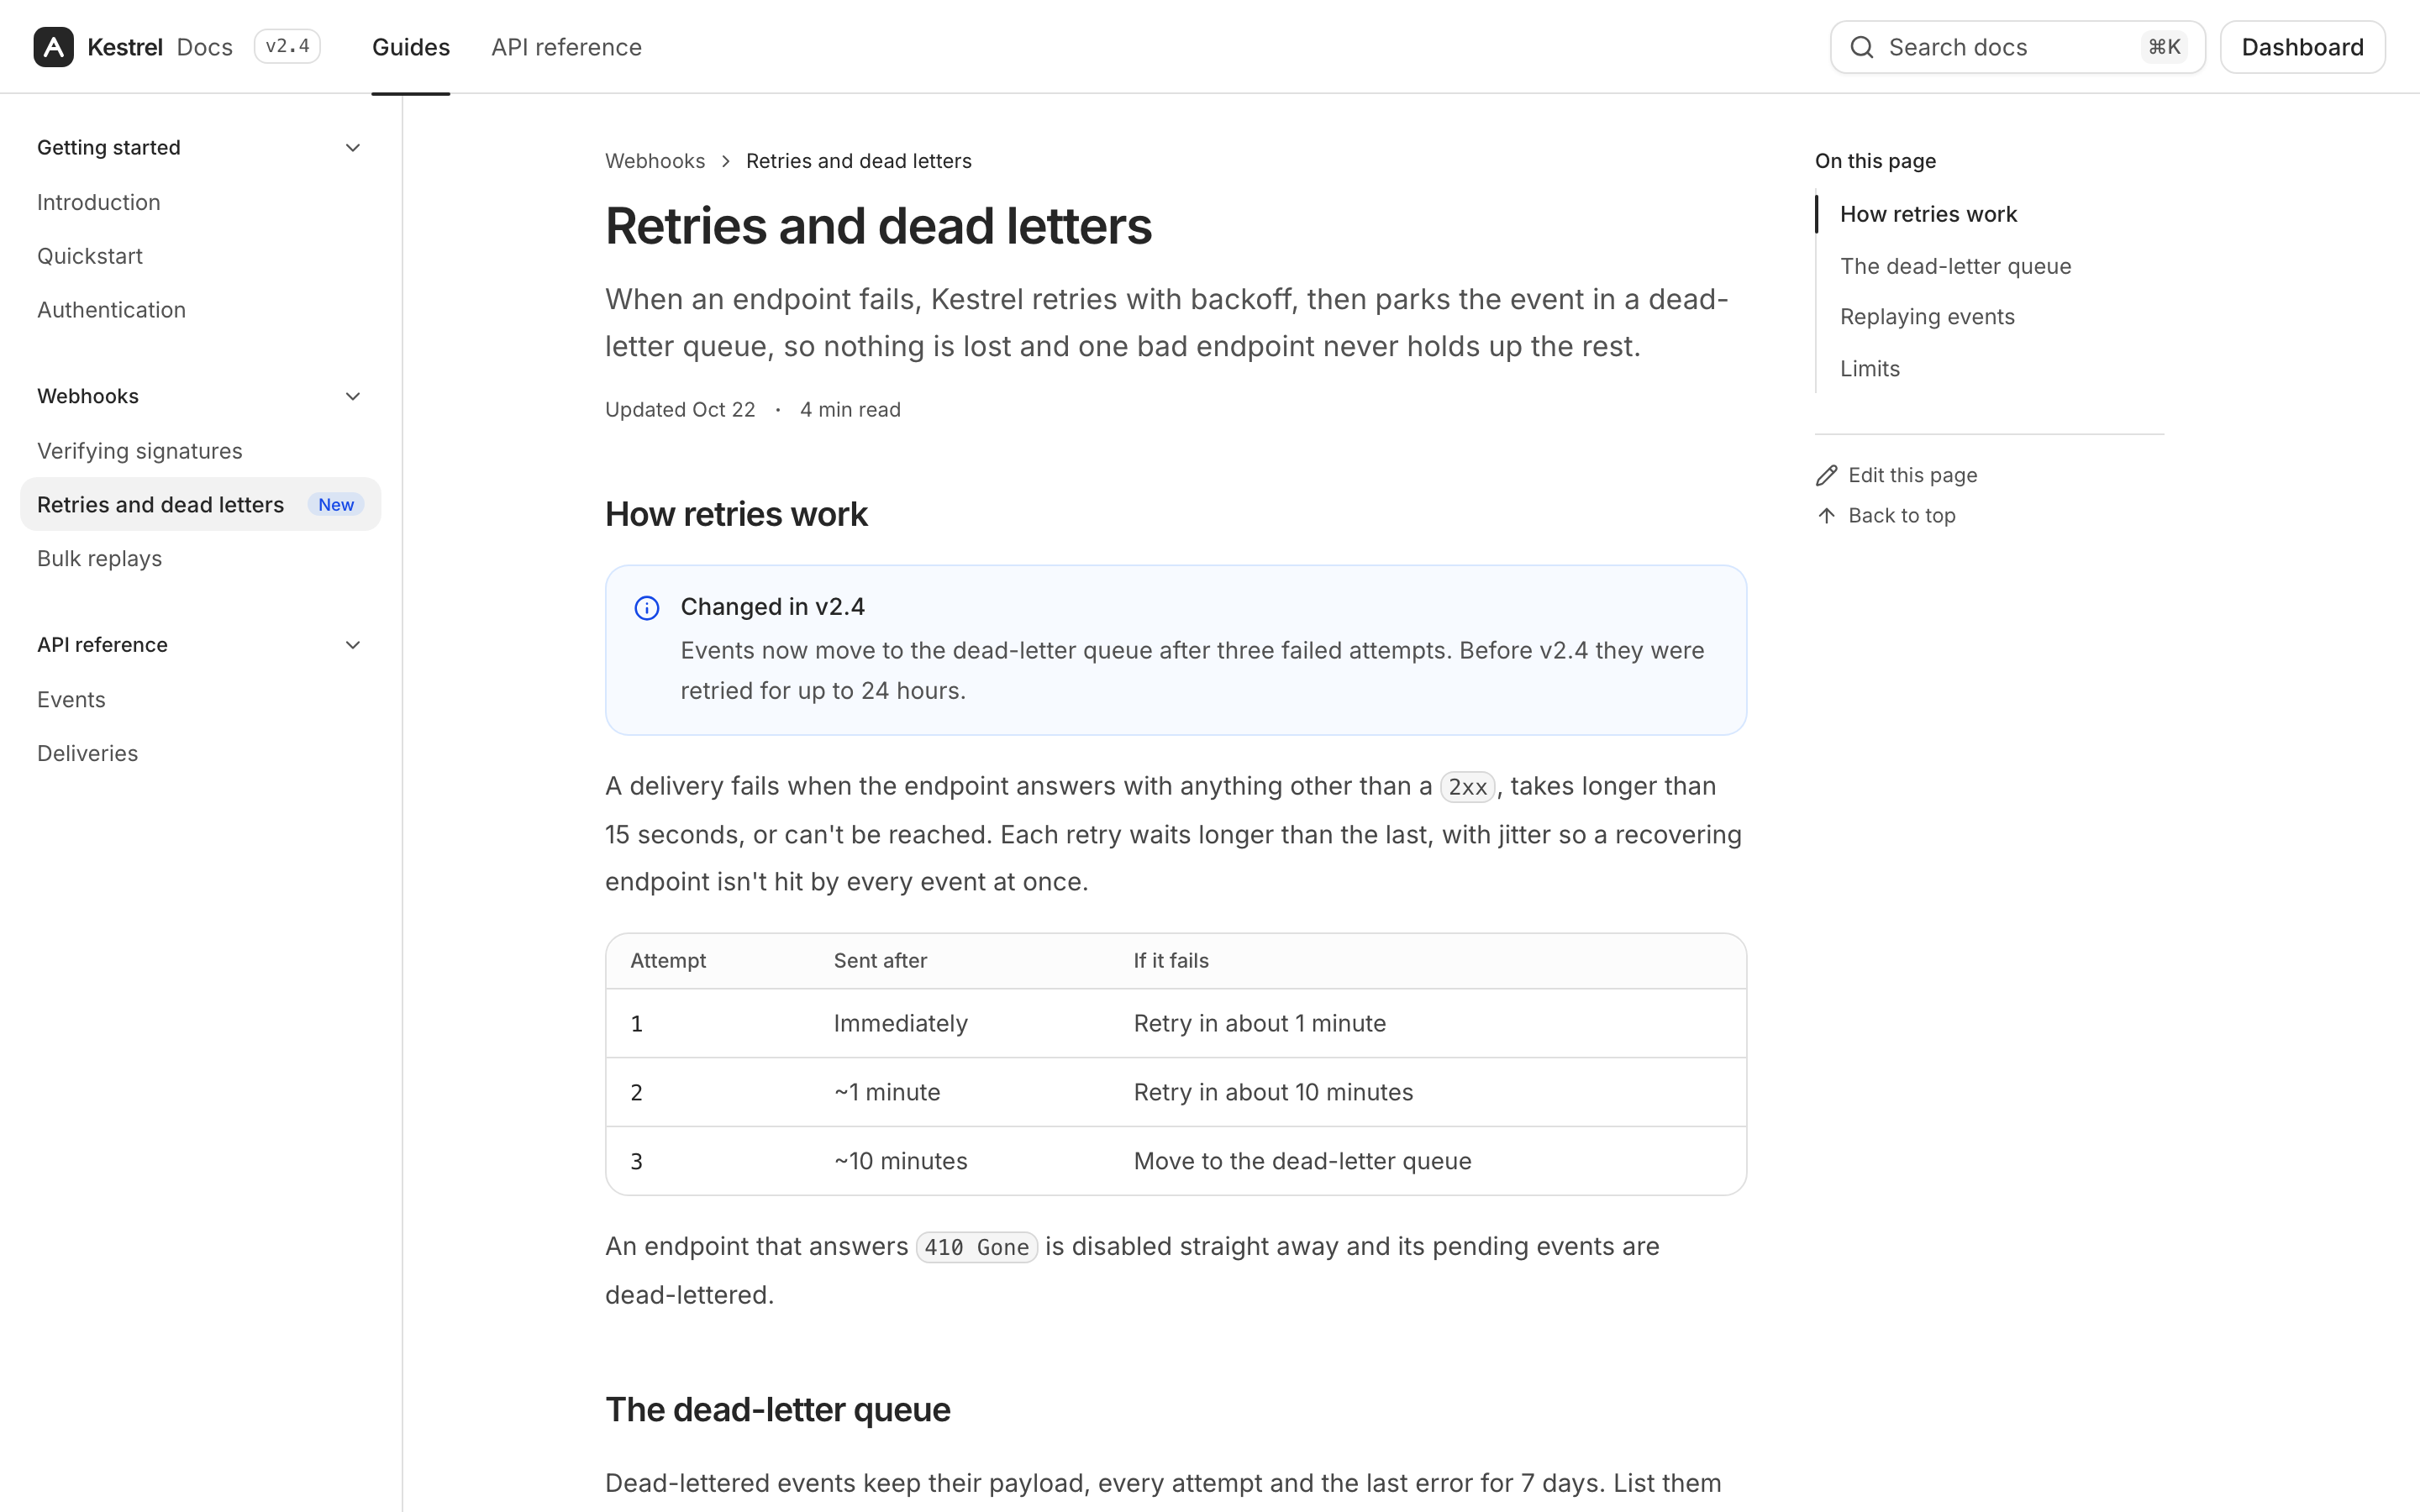 Kestrel Docs v2.4 Guides API reference Search docs ⌘K Dashboard
Getting started
Introduction
Quickstart
Authentication
Webhooks
Verifying signatures
Retries and dead letters New
Bulk replays
API reference
Events
Deliveries
Webhooks > Retries and dead letters
Retries and dead letters
When an endpoint fails, Kestrel retries with backoff, then parks the event in a dead-
letter queue, so nothing is lost and one bad endpoint never holds up the rest.
Updated Oct 22 · 4 min read
How retries work
Changed in v2.4
Events now move to the dead-letter queue after three failed attempts. Before v2.4 they were
retried for up to 24 hours.
A delivery fails when the endpoint answers with anything other than a 2xx, takes longer than
15 seconds, or can't be reached. Each retry waits longer than the last, with jitter so a recovering
endpoint isn't hit by every event at once.
Attempt Sent after If it fails
1 Immediately Retry in about 1 minute
2 ~1 minute Retry in about 10 minutes
3 ~10 minutes Move to the dead-letter queue
An endpoint that answers 410 Gone is disabled straight away and its pending events are
dead-lettered.
The dead-letter queue
Dead-lettered events keep their payload, every attempt and the last error for 7 days. List them
On this page
How retries work
The dead-letter queue
Replaying events
Limits
Edit this page
Back to top